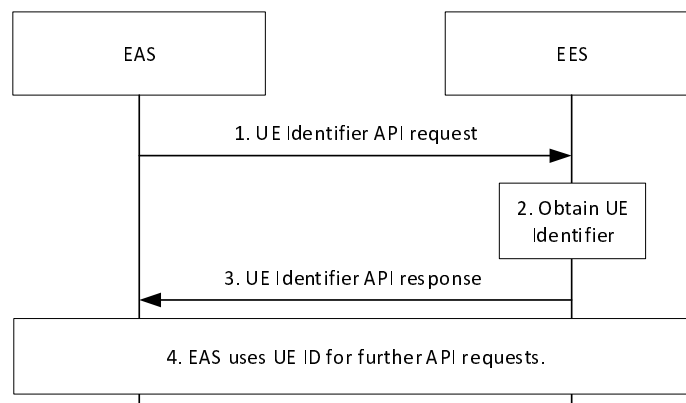 EAS
EES
1. UE Identifier API request
2. Obtain UE
Identifier
3. UE Identifier API response
4. EAS uses UE ID for further API requests.